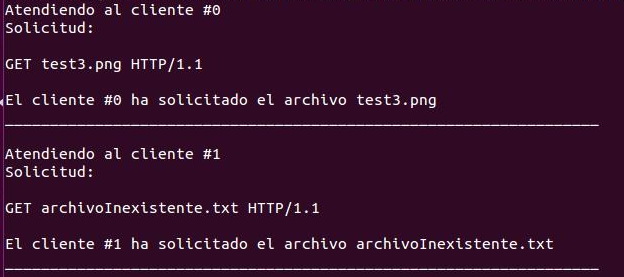 Atendiendo al cliente #0
Solicitud:
GET test3.png HTTP/1.1
El cliente #0 ha solicitado el archivo test3.png
__________________________________________________________________
Atendiendo al cliente #1
Solicitud:
GET archivoInexistente.txt HTTP/1.1
El cliente #1 ha solicitado el archivo archivoInexistente.txt
__________________________________________________________________